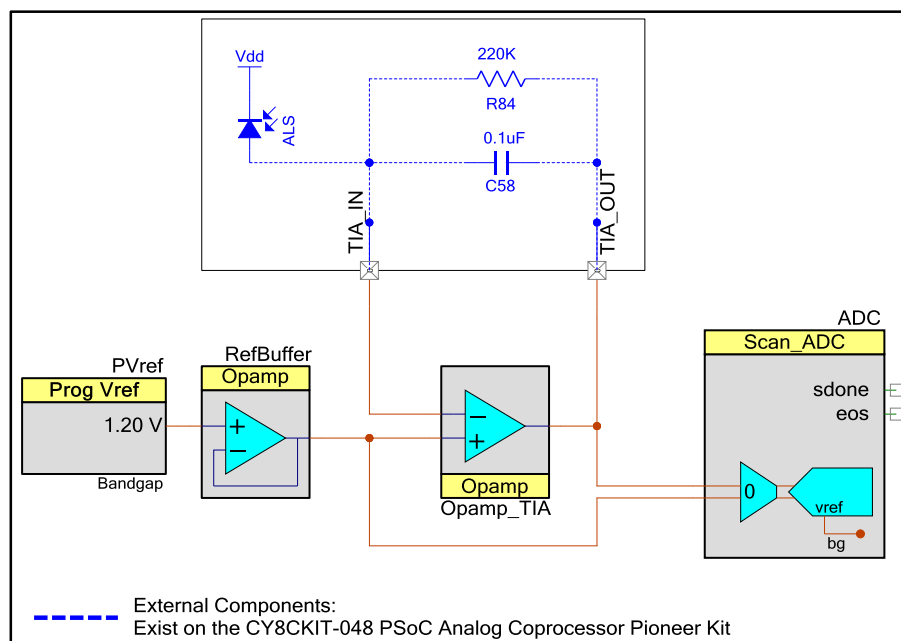 Vdd
ALS
220K
R84
0.1uF
C58
TIA_IN
TIA_OUT
PVref
Prog Vref
1.20 V
Bandgap
RefBuffer
Opamp
+
−
−
+
Opamp
Opamp_TIA
ADC
Scan_ADC
sdone
eos
0
vref
bg
External Components:
Exist on the CY8CKIT-048 PSoC Analog Coprocessor Pioneer Kit